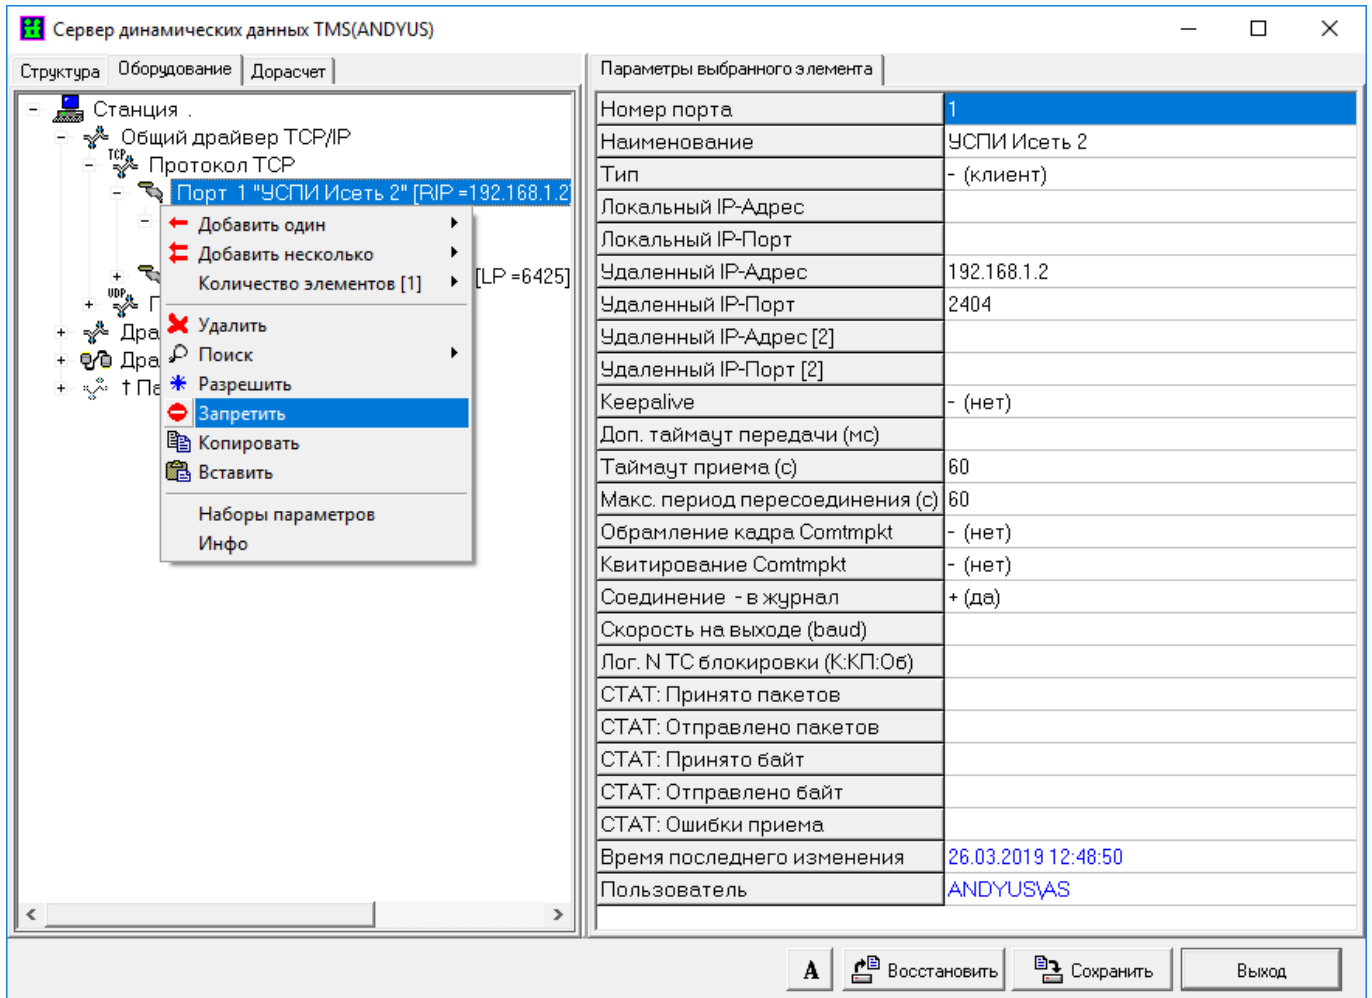 Сервер динамических данных TMS(ANDYUS)
Структура Оборудование Дорасчет
Станция .
Общий драйвер TCP/IP
TCP Протокол TCP
Порт 1 "УСПИ Исеть 2" [RIP =192.168.1.2]
[LP =6425]
UDP
Дра
Дра
† Па
Добавить один
Добавить несколько
Количество элементов [1]
Удалить
Поиск
Разрешить
Запретить
Копировать
Вставить
Наборы параметров
Инфо
Параметры выбранного элемента
Номер порта 1
Наименование УСПИ Исеть 2
Тип - (клиент)
Локальный IP-Адрес
Локальный IP-Порт
Удаленный IP-Адрес 192.168.1.2
Удаленный IP-Порт 2404
Удаленный IP-Адрес [2]
Удаленный IP-Порт [2]
Keepalive - (нет)
Доп. таймаут передачи (мс)
Таймаут приема (с) 60
Макс. период пересоединения (с) 60
Обрамление кадра Comtmpkt - (нет)
Квитирование Comtmpkt - (нет)
Соединение - в журнал + (да)
Скорость на выходе (baud)
Лог. N ТС блокировки (К:КП:Об)
СТАТ: Принято пакетов
СТАТ: Отправлено пакетов
СТАТ: Принято байт
СТАТ: Отправлено байт
СТАТ: Ошибки приема
Время последнего изменения 26.03.2019 12:48:50
Пользователь ANDYUS\AS
A Восстановить Сохранить Выход